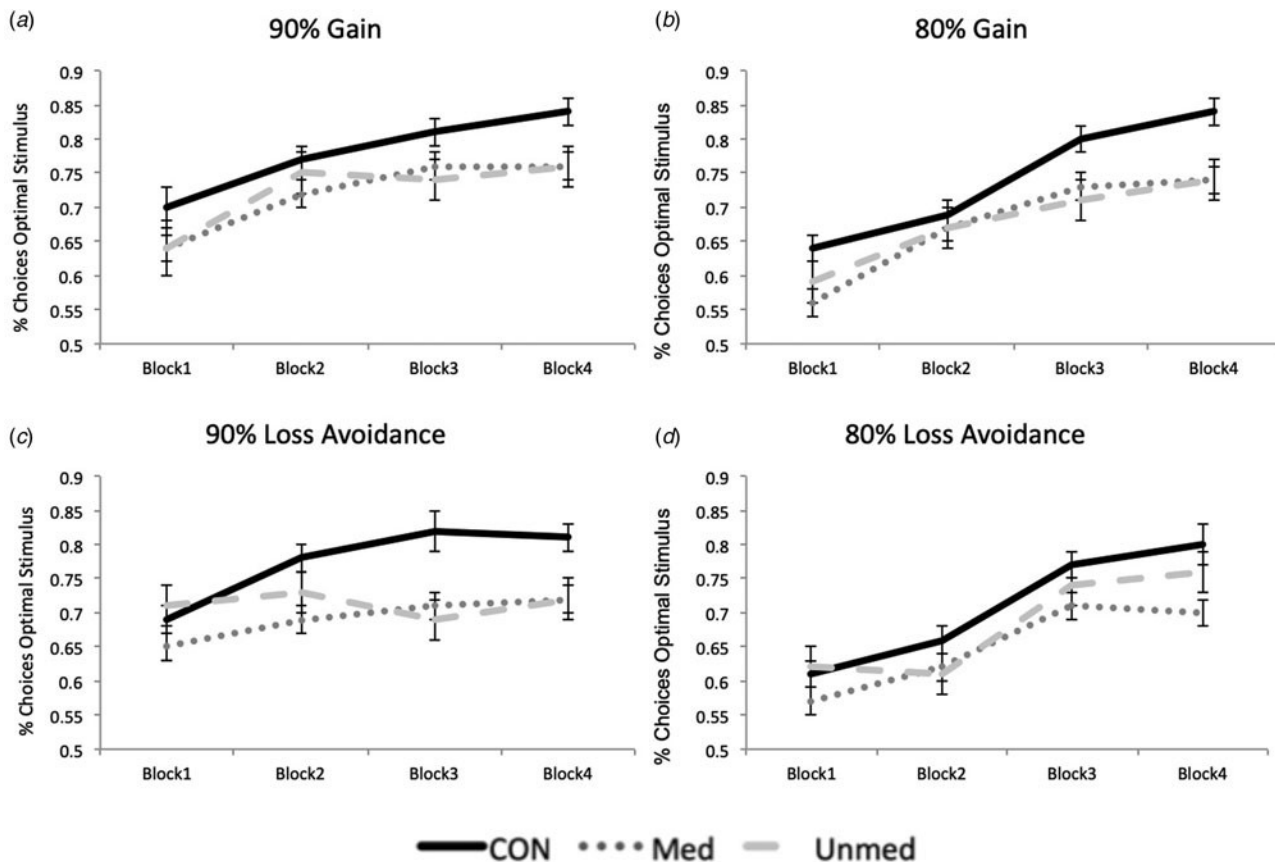 (a) 90% Gain
% Choices Optimal Stimulus
0.9
0.85
0.8
0.75
0.7
0.65
0.6
0.55
0.5
Block1 Block2 Block3 Block4
(b) 80% Gain
% Choices Optimal Stimulus
0.9
0.85
0.8
0.75
0.7
0.65
0.6
0.55
0.5
Block1 Block2 Block3 Block4
(c) 90% Loss Avoidance
% Choices Optimal Stimulus
0.9
0.85
0.8
0.75
0.7
0.65
0.6
0.55
0.5
Block1 Block2 Block3 Block4
(d) 80% Loss Avoidance
% Choices Optimal Stimulus
0.9
0.85
0.8
0.75
0.7
0.65
0.6
0.55
0.5
Block1 Block2 Block3 Block4
CON Med Unmed